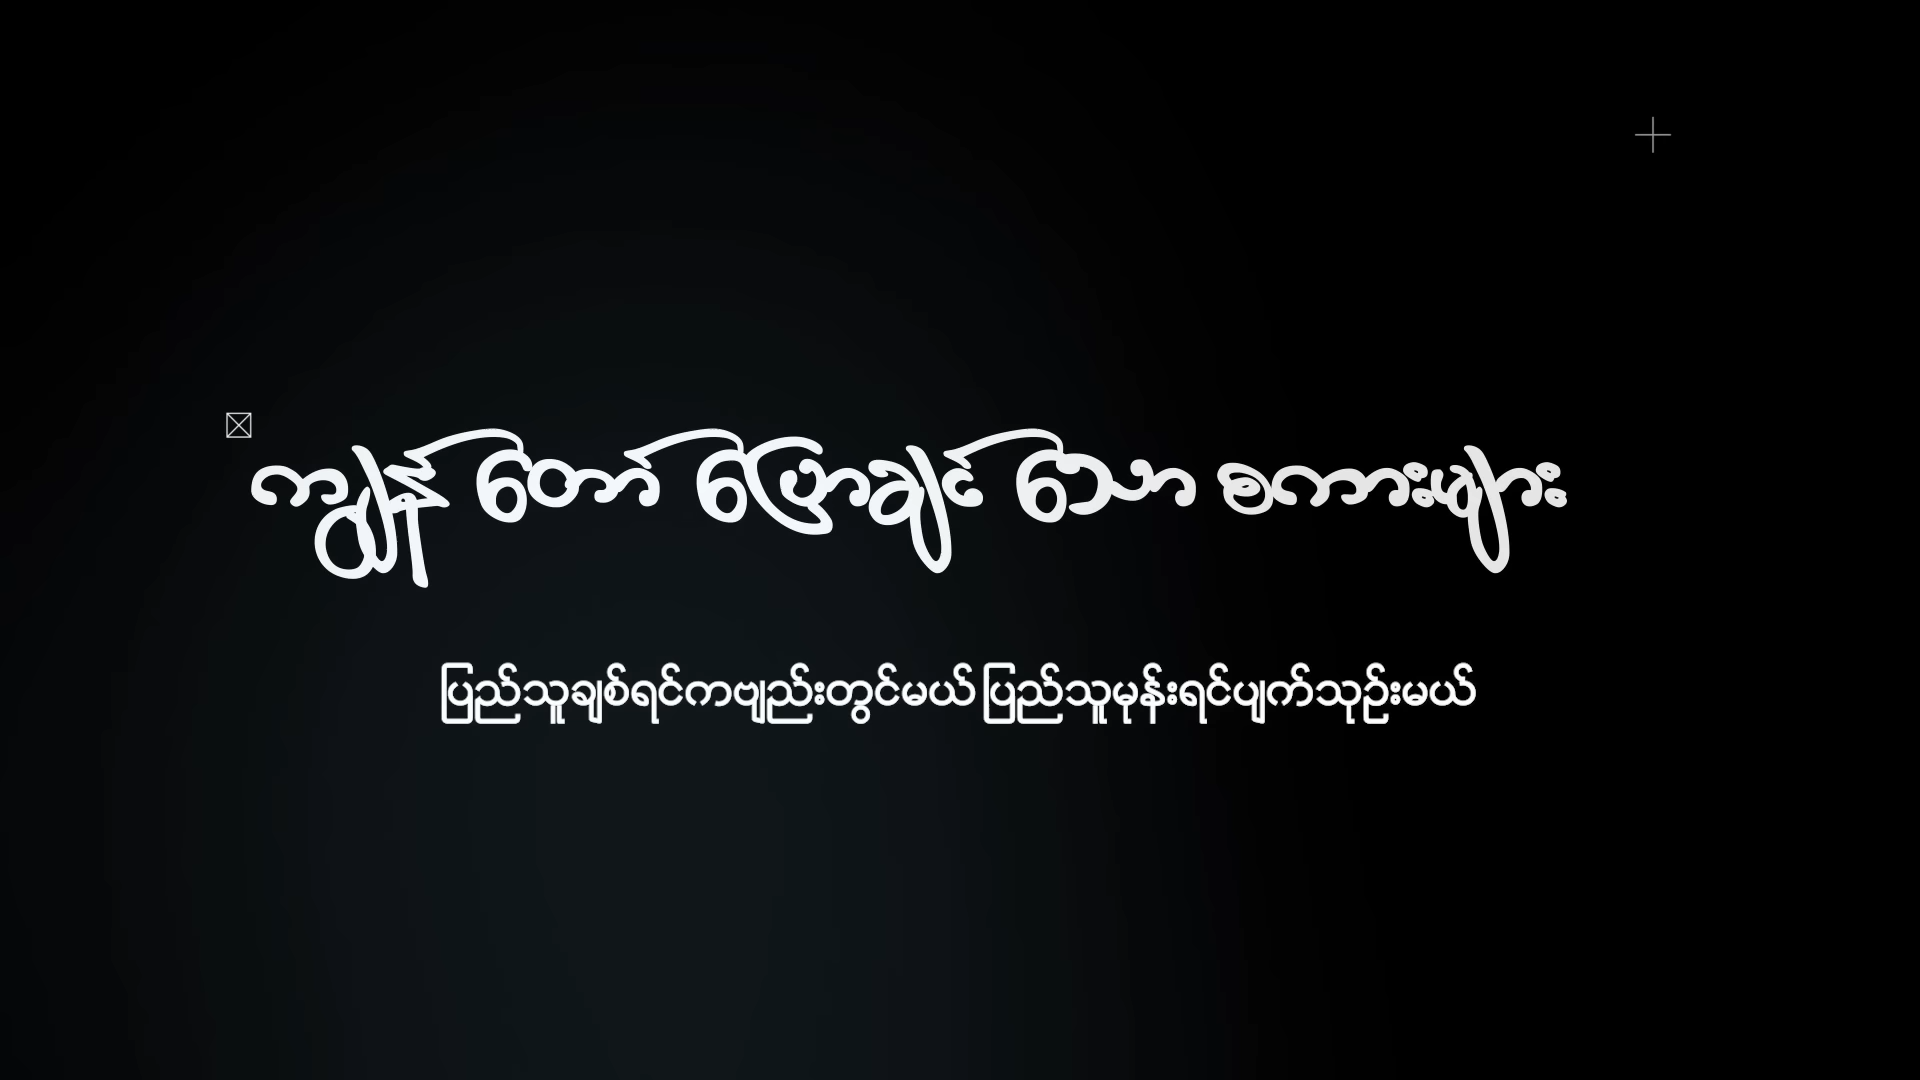 ကျွန်တော် ပြောချင်သော စကားများ
ပြည်သူချစ်ရင်ကဗျည်းတွင်မယ် ပြည်သူမုန်းရင်ပျက်သုဉ်းမယ်